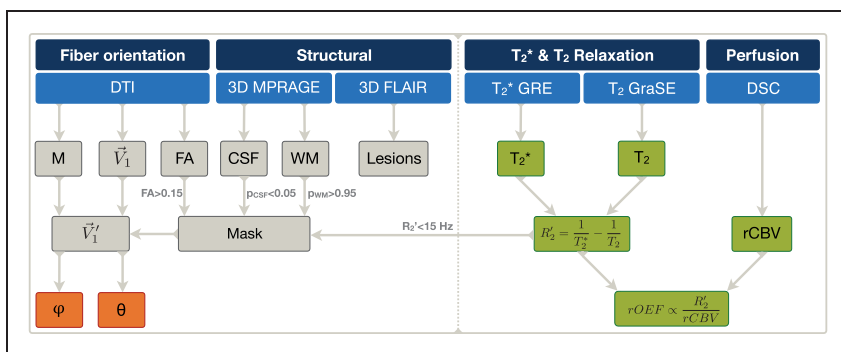 Fiber orientation
Structural
T₂* & T₂ Relaxation
Perfusion
DTI
3D MPRAGE
3D FLAIR
T₂* GRE
T₂ GraSE
DSC
M
V⃗₁
FA
CSF
WM
Lesions
T₂*
T₂
FA>0.15
pCSF<0.05
pWM>0.95
V⃗₁′
Mask
R₂'<15 Hz
R′₂ = 1/T₂* − 1/T₂
rCBV
φ
θ
rOEF ∝ R′₂/rCBV